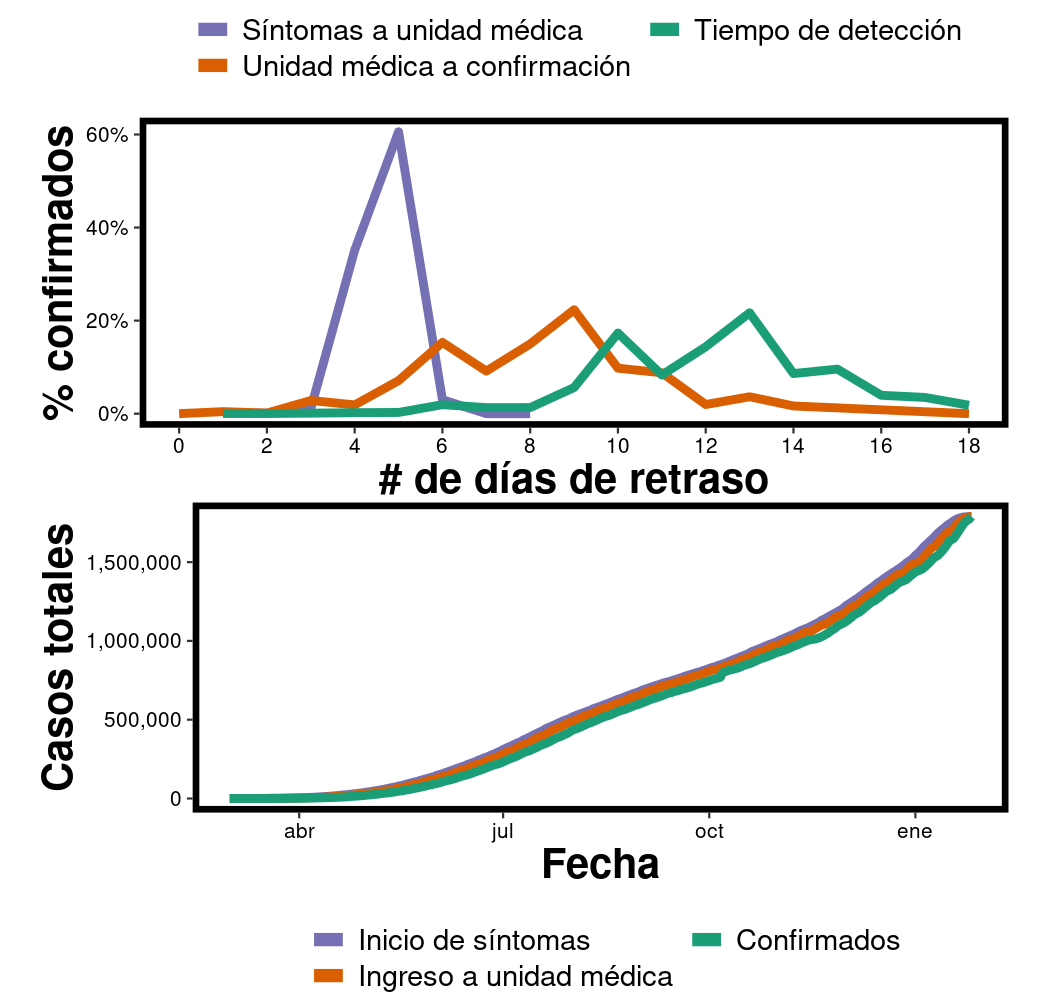 Síntomas a unidad médica
Tiempo de detección
Unidad médica a confirmación
% confirmados
60%
40%
20%
0%
0 2 4 6 8 10 12 14 16 18
# de días de retraso
Casos totales
1,500,000
1,000,000
500,000
0
abr jul oct ene
Fecha
Inicio de síntomas
Confirmados
Ingreso a unidad médica